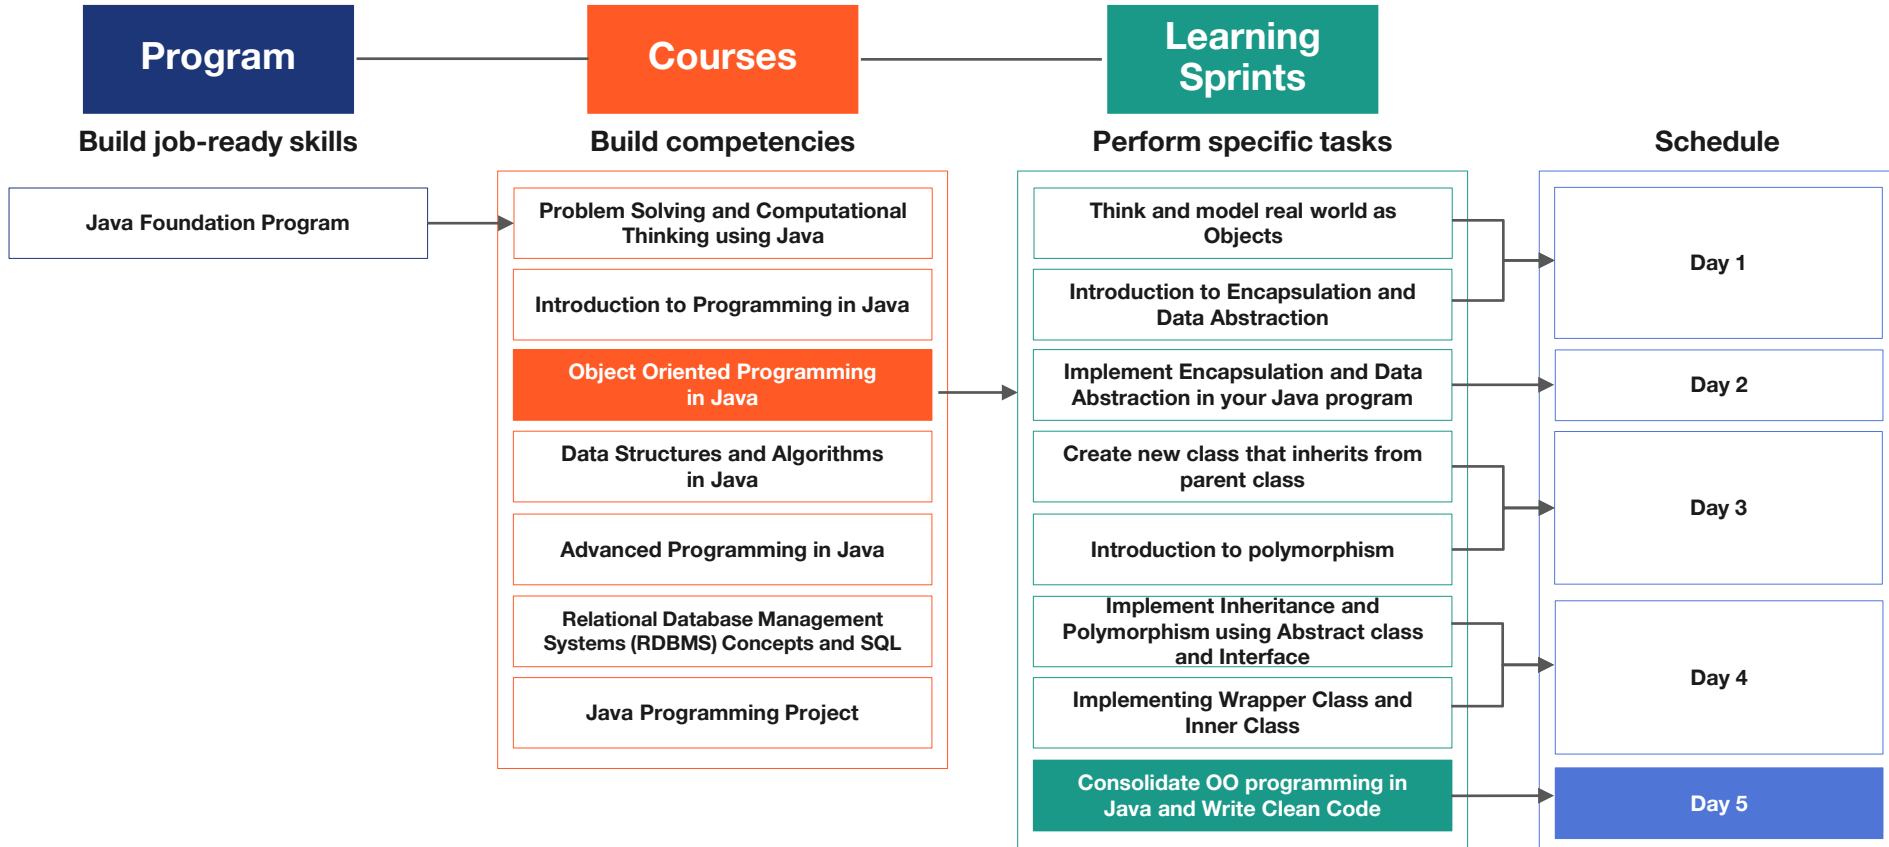 Program
Courses
Learning
Sprints
Build job-ready skills
Build competencies
Perform specific tasks
Schedule
Java Foundation Program
Problem Solving and Computational
Thinking using Java
Introduction to Programming in Java
Object Oriented Programming
in Java
Data Structures and Algorithms
in Java
Advanced Programming in Java
Relational Database Management
Systems (RDBMS) Concepts and SQL
Java Programming Project
Think and model real world as
Objects
Introduction to Encapsulation and
Data Abstraction
Implement Encapsulation and Data
Abstraction in your Java program
Create new class that inherits from
parent class
Introduction to polymorphism
Implement Inheritance and
Polymorphism using Abstract class
and Interface
Implementing Wrapper Class and
Inner Class
Consolidate OO programming in
Java and Write Clean Code
Day 1
Day 2
Day 3
Day 4
Day 5